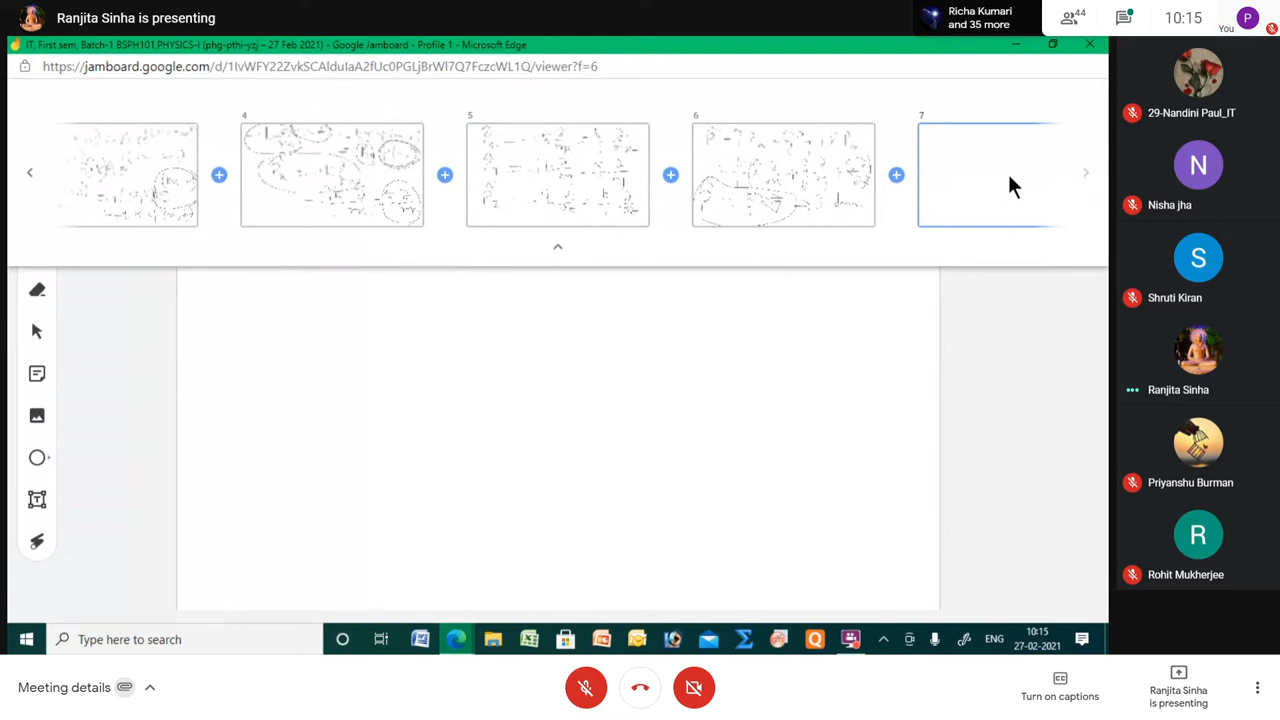 Ranjita Sinha is presenting
Richa Kumari
and 35 more
44
10:15
You
P
IT, First sem, Batch-1 BSPH101,PHYSICS-I (phg-pthi-yzj – 27 Feb 2021) - Google Jamboard - Profile 1 - Microsoft Edge
https://jamboard.google.com/d/1IvWFY22ZvkSCAlduIaA2fUc0PGLjBrWl7Q7FczcWL1Q/viewer?f=6
4
5
6
7
29-Nandini Paul_IT
N
Nisha jha
S
Shruti Kiran
Ranjita Sinha
Priyanshu Burman
R
Rohit Mukherjee
Type here to search
ENG
10:15
27-02-2021
Meeting details
Turn on captions
Ranjita Sinha
is presenting